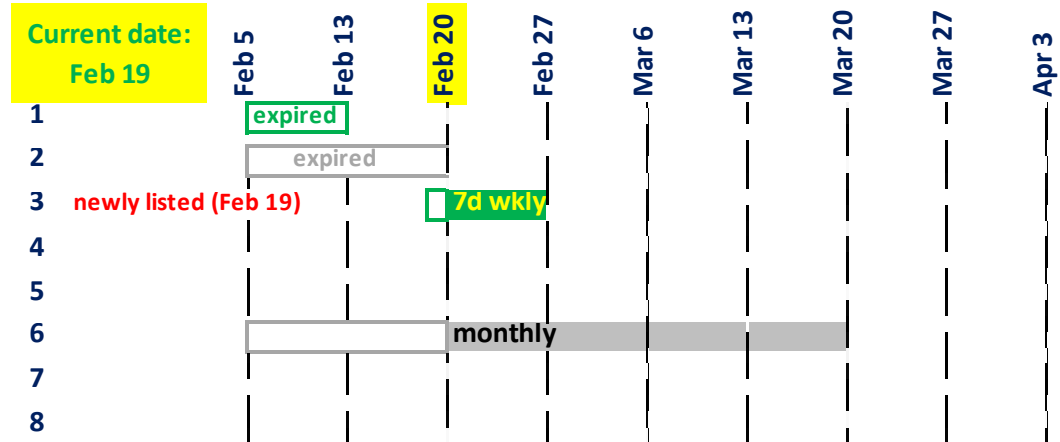 Current date:
Feb 19
Feb 5
Feb 13
Feb 20
Feb 27
Mar 6
Mar 13
Mar 20
Mar 27
Apr 3
1 expired
2 expired
3 newly listed (Feb 19) 7d wkly
4
5
6 monthly
7
8